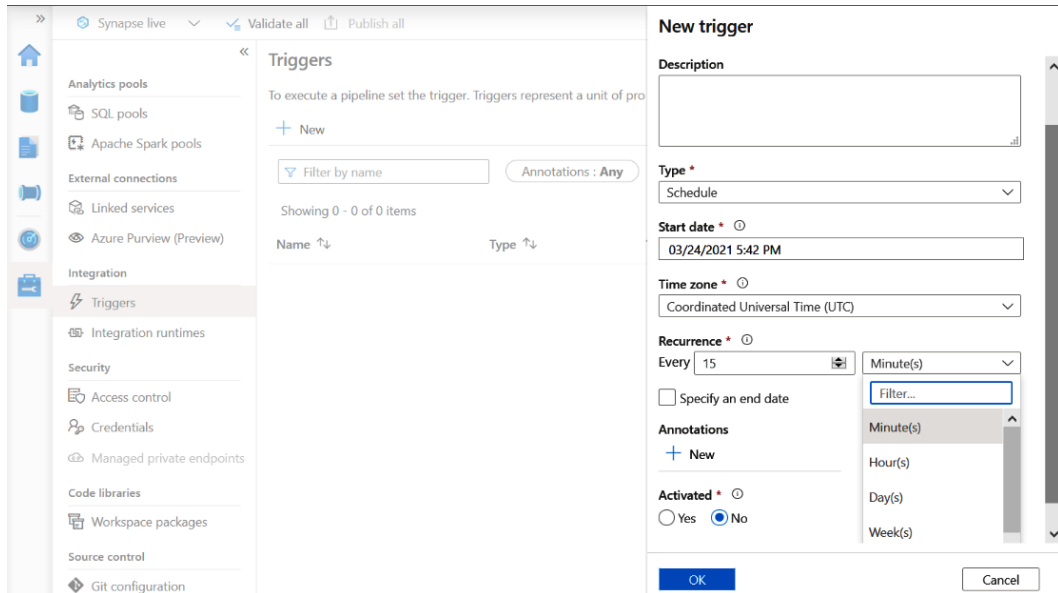 Synapse live
Validate all
Publish all
Analytics pools
SQL pools
Apache Spark pools
External connections
Linked services
Azure Purview (Preview)
Integration
Triggers
Integration runtimes
Security
Access control
Credentials
Managed private endpoints
Code libraries
Workspace packages
Source control
Git configuration
Triggers
To execute a pipeline set the trigger. Triggers represent a unit of pro
New
Filter by name
Annotations : Any
Showing 0 - 0 of 0 items
Name
Type
New trigger
Description
Type *
Schedule
Start date *
03/24/2021 5:42 PM
Time zone *
Coordinated Universal Time (UTC)
Recurrence *
Every 15 Minute(s)
Filter...
Minute(s)
Hour(s)
Day(s)
Week(s)
Specify an end date
Annotations
New
Activated *
Yes No
OK
Cancel